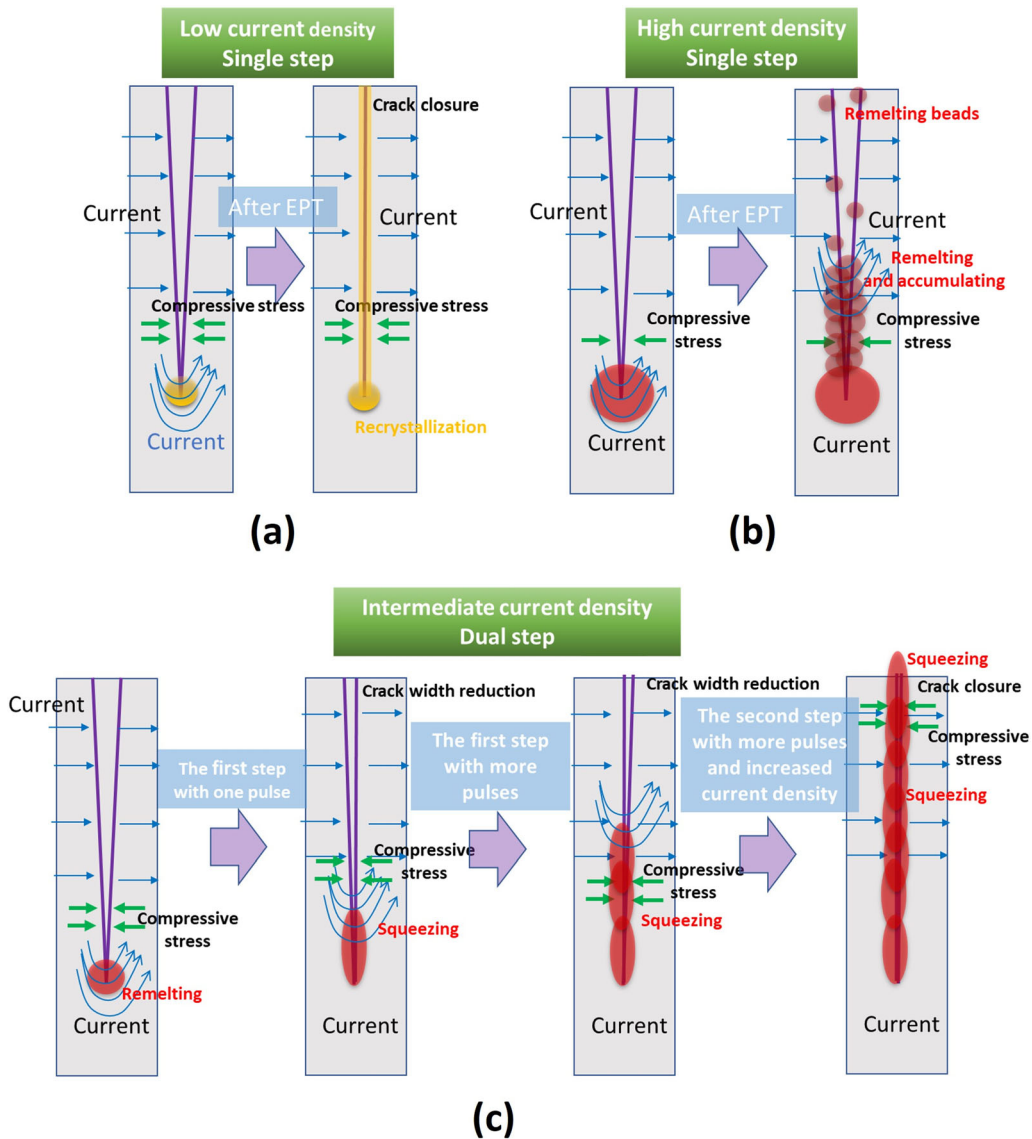 Low current density
Single step
Crack closure
Current
After EPT
Current
Compressive stress
Compressive stress
Current
Recrystallization
(a)
High current density
Single step
Remelting beads
Current
After EPT
Current
Remelting
and accumulating
Compressive
stress
Compressive
stress
Current
Current
(b)
Intermediate current density
Dual step
Current
The first step
with one pulse
Compressive
stress
Remelting
Current
Crack width reduction
The first step
with more
pulses
Compressive
stress
Squeezing
Current
Crack width reduction
The second step
with more pulses
and increased
current density
Compressive
stress
Squeezing
Current
Squeezing
Crack closure
Compressive
stress
Squeezing
Current
(c)